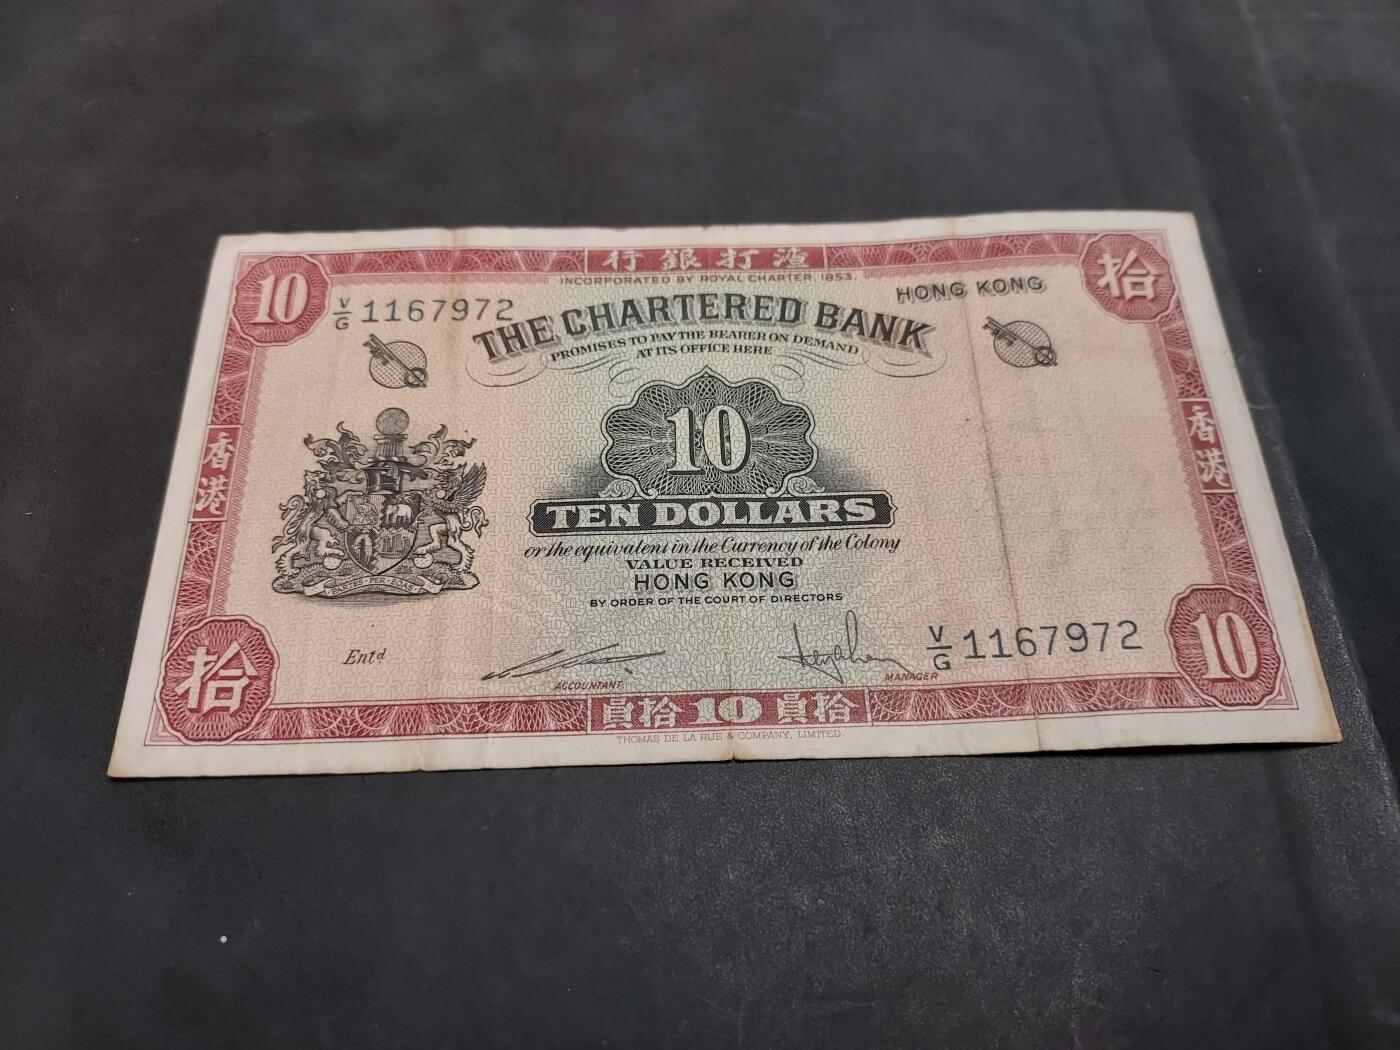 行銀打渣
INCORPORATED BY ROYAL CHARTER, 1853.
10
拾
V/G 1167972
HONG KONG
THE CHARTERED BANK
PROMISES TO PAY THE BEARER ON DEMAND
AT ITS OFFICE HERE
10
香港
香港
TEN DOLLARS
or the equivalent in the Currency of the Colony
VALUE RECEIVED
HONG KONG
BY ORDER OF THE COURT OF DIRECTORS
V/G 1167972
Entd
ACCOUNTANT
MANAGER
拾
10
員拾 10 員拾
THOMAS DE LA RUE & COMPANY, LIMITED.